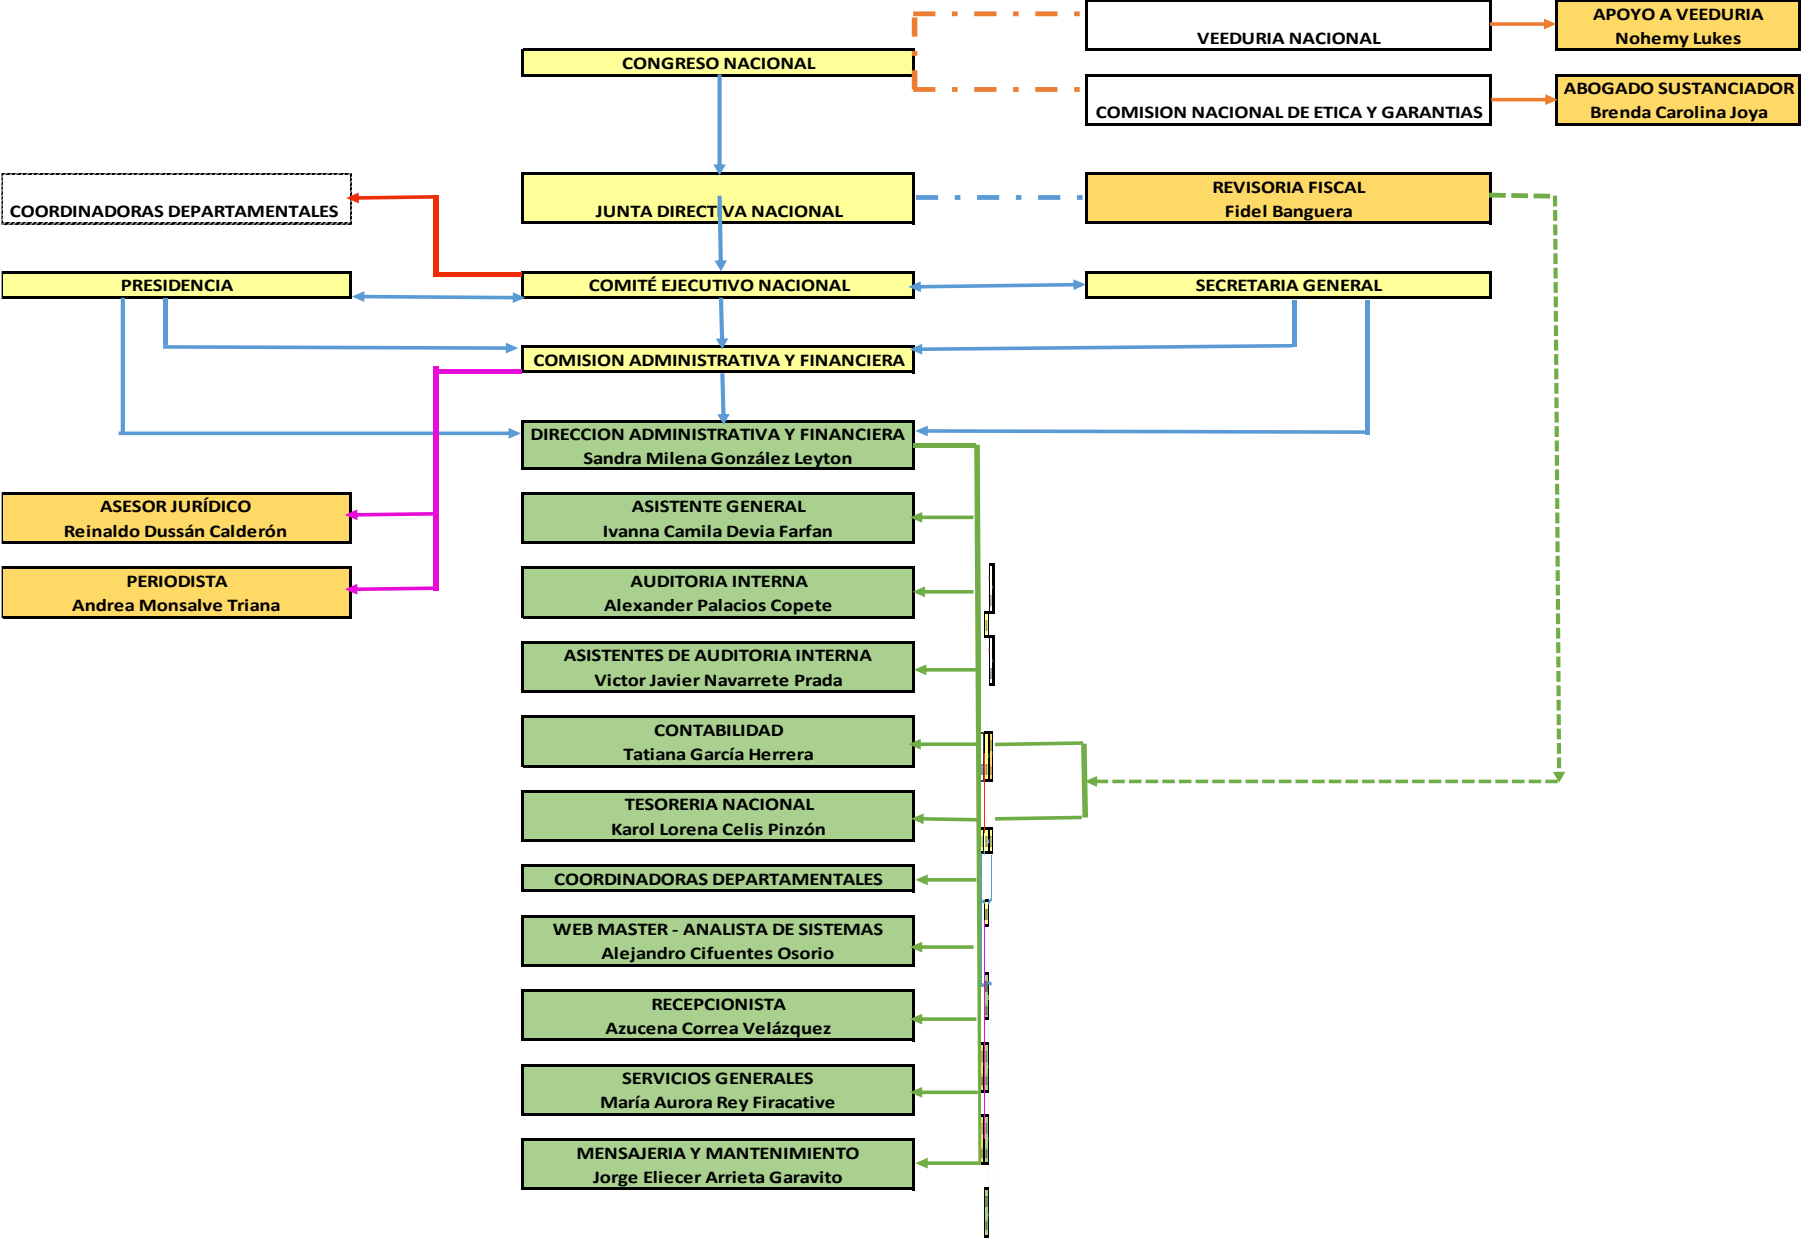 APOYO A VEEDURIA
Nohemy Lukes
VEEDURIA NACIONAL
CONGRESO NACIONAL
ABOGADO SUSTANCIADOR
Brenda Carolina Joya
COMISION NACIONAL DE ETICA Y GARANTIAS
COORDINADORAS DEPARTAMENTALES
JUNTA DIRECTIVA NACIONAL
REVISORIA FISCAL
Fidel Banguera
PRESIDENCIA
COMITÉ EJECUTIVO NACIONAL
SECRETARIA GENERAL
COMISION ADMINISTRATIVA Y FINANCIERA
DIRECCION ADMINISTRATIVA Y FINANCIERA
Sandra Milena González Leyton
ASESOR JURÍDICO
Reinaldo Dussán Calderón
ASISTENTE GENERAL
Ivanna Camila Devia Farfan
PERIODISTA
Andrea Monsalve Triana
AUDITORIA INTERNA
Alexander Palacios Copete
ASISTENTES DE AUDITORIA INTERNA
Victor Javier Navarrete Prada
CONTABILIDAD
Tatiana García Herrera
TESORERIA NACIONAL
Karol Lorena Celis Pinzón
COORDINADORAS DEPARTAMENTALES
WEB MASTER - ANALISTA DE SISTEMAS
Alejandro Cifuentes Osorio
RECEPCIONISTA
Azucena Correa Velázquez
SERVICIOS GENERALES
María Aurora Rey Firacative
MENSAJERIA Y MANTENIMIENTO
Jorge Eliecer Arrieta Garavito